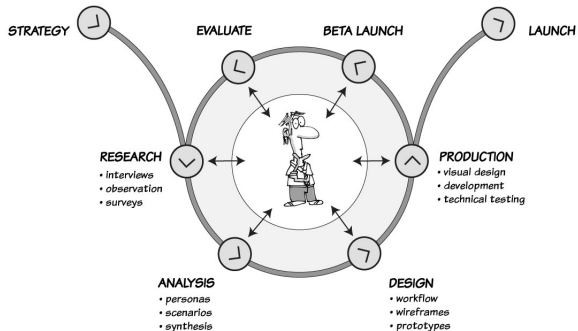 STRATEGY
EVALUATE
BETA LAUNCH
LAUNCH
RESEARCH
• interviews
• observation
• surveys
PRODUCTION
• visual design
• development
• technical testing
ANALYSIS
• personas
• scenarios
• synthesis
DESIGN
• workflow
• wireframes
• prototypes